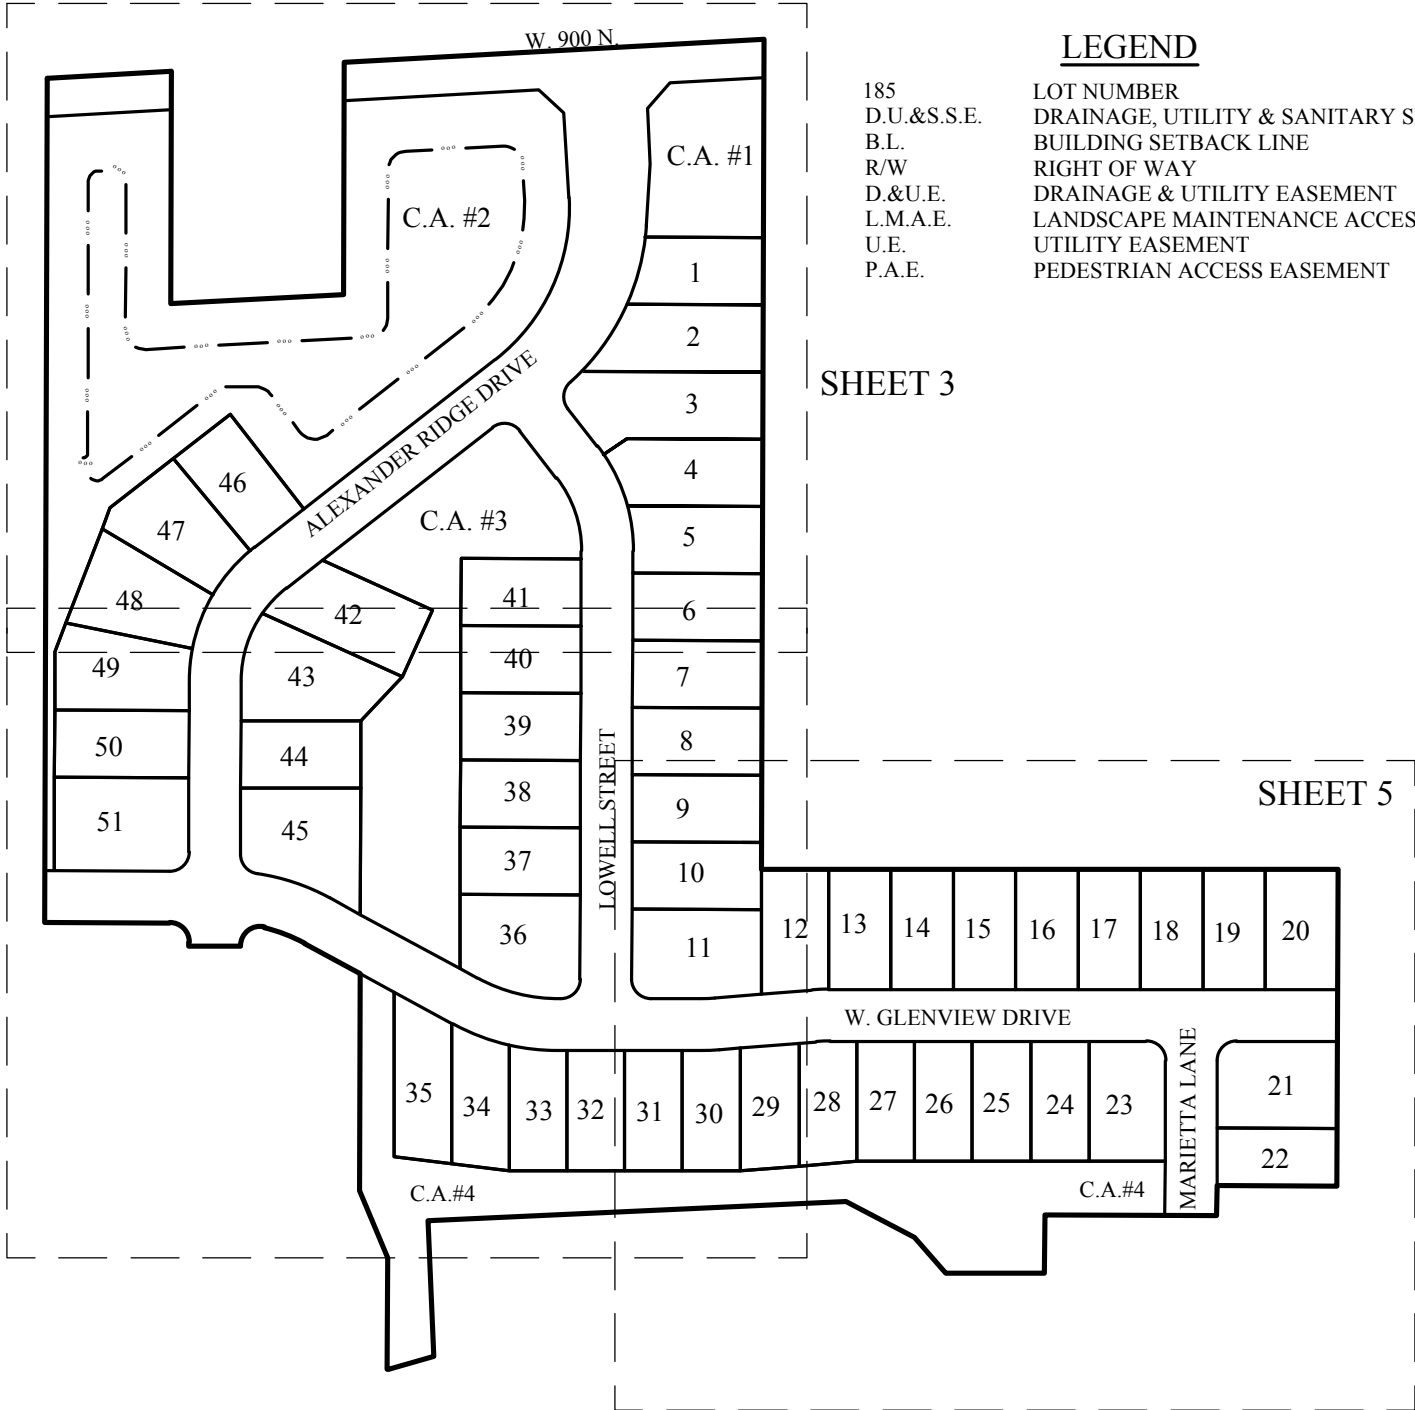 W. 900 N.
LEGEND
185 LOT NUMBER
D.U.&S.S.E. DRAINAGE, UTILITY & SANITARY S
B.L. BUILDING SETBACK LINE
R/W RIGHT OF WAY
D.&U.E. DRAINAGE & UTILITY EASEMENT
L.M.A.E. LANDSCAPE MAINTENANCE ACCES
U.E. UTILITY EASEMENT
P.A.E. PEDESTRIAN ACCESS EASEMENT
C.A. #1
C.A. #2
1
2
3
SHEET 3
ALEXANDER RIDGE DRIVE
4
46
47
C.A. #3
5
48
42
41
6
49
43
40
7
50
44
39
8
51
45
38
9
SHEET 5
LOWELL STREET
37
10
36
11
12
13
14
15
16
17
18
19
20
W. GLENVIEW DRIVE
35
34
33
32
31
30
29
28
27
26
25
24
23
MARIETTA LANE
21
22
C.A.#4
C.A.#4